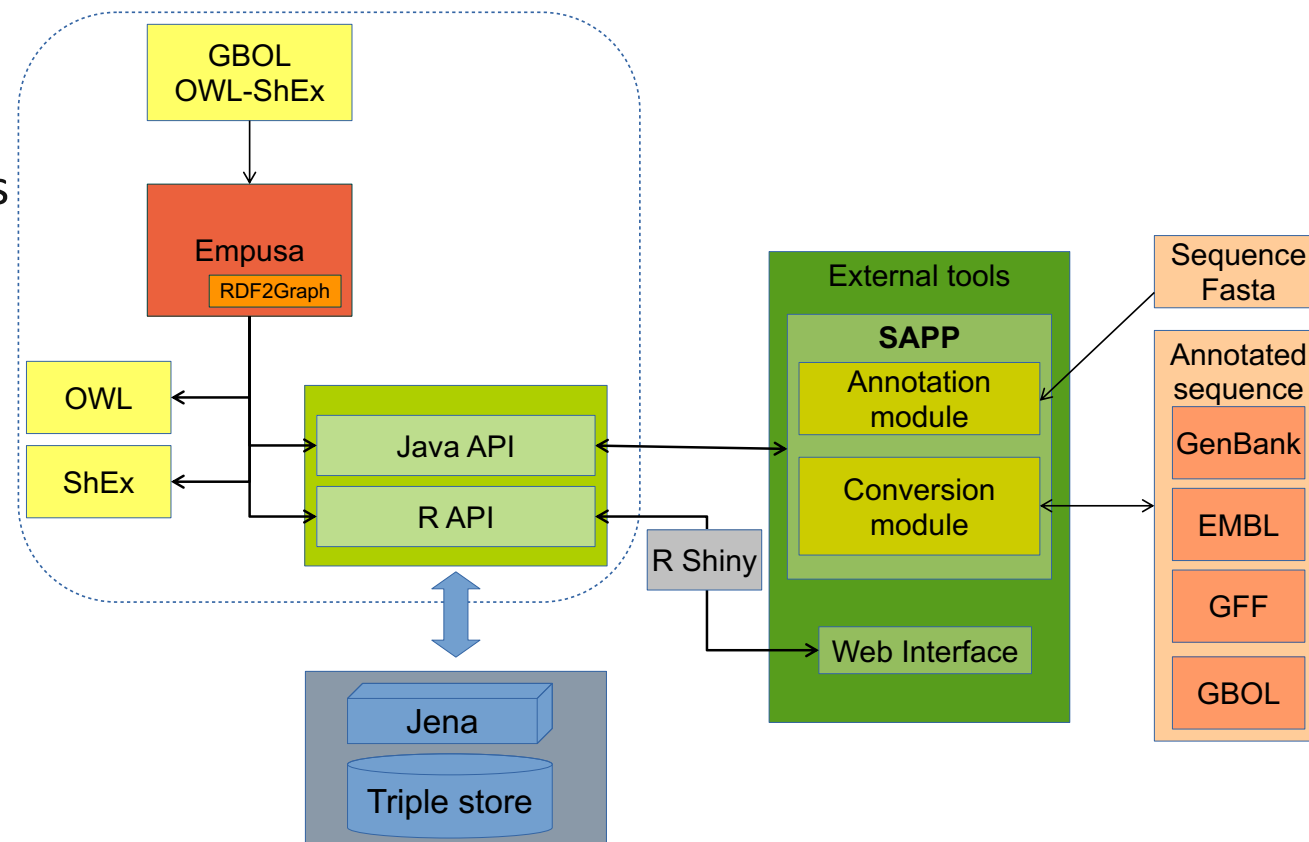 GBOL
OWL-ShEx
s
Empusa
RDF2Graph
OWL
ShEx
Java API
R API
Jena
Triple store
R Shiny
External tools
SAPP
Annotation
module
Conversion
module
Web Interface
Sequence
Fasta
Annotated
sequence
GenBank
EMBL
GFF
GBOL